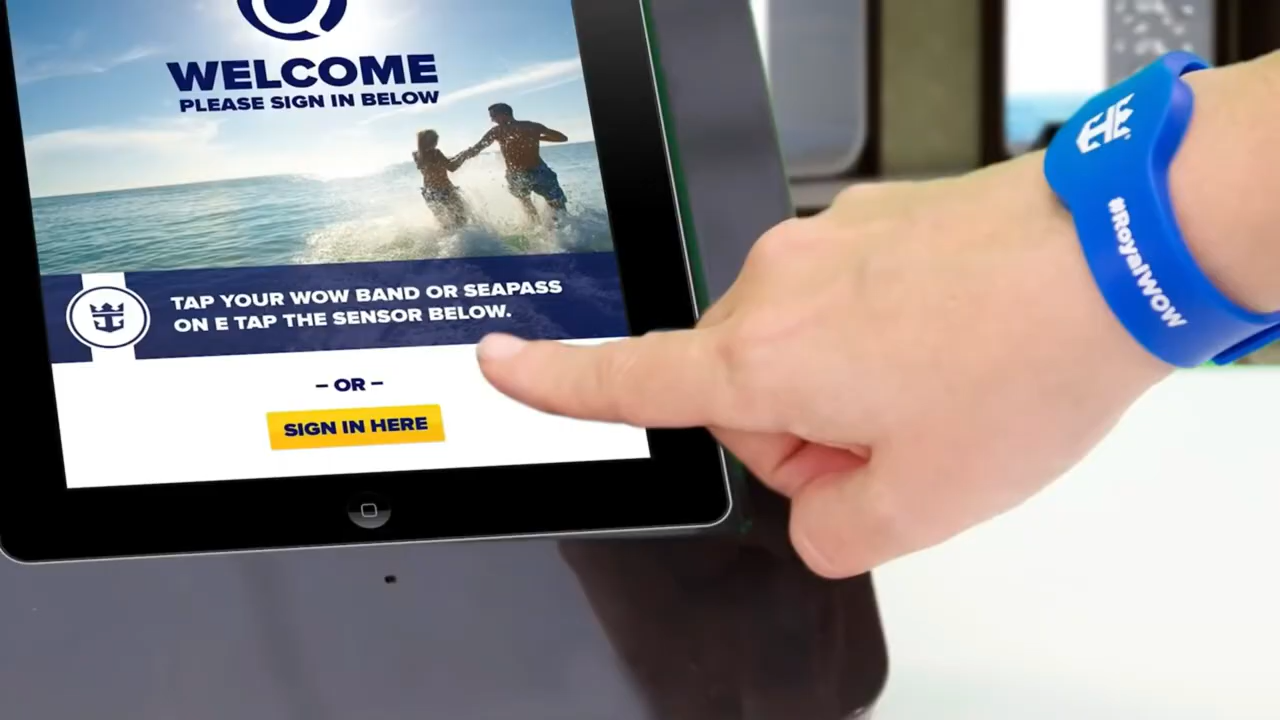 WELCOME
PLEASE SIGN IN BELOW
TAP YOUR WOW BAND OR SEAPASS
ON E TAP THE SENSOR BELOW.
– OR –
SIGN IN HERE
#RoyalWOW